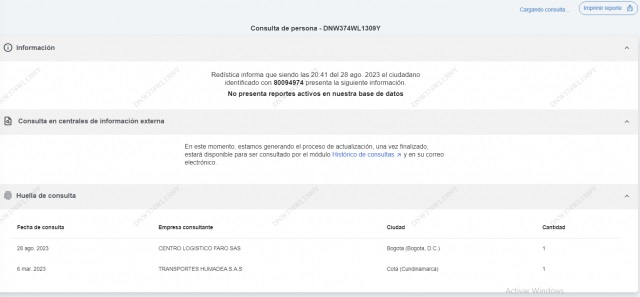 Cargando consulta...
Imprimir reporte
Consulta de persona - DNW374WL1309Y
Información
Redística informa que siendo las 20:41 del 28 ago. 2023 el ciudadano
identificado con 80094974 presenta la siguiente información.
No presenta reportes activos en nuestra base de datos
Consulta en centrales de información externa
En este momento, estamos generando el proceso de actualización, una vez finalizado,
estará disponible para ser consultado por el módulo Histórico de consultas y en su correo
electrónico.
Huella de consulta
Fecha de consulta Empresa consultante Ciudad Cantidad
28 ago. 2023 CENTRO LOGISTICO FARO SAS Bogota (Bogota, D.C.) 1
6 mar. 2023 TRANSPORTES HUMADEA S.A.S Cota (Cundinamarca) 1
Activar Windows